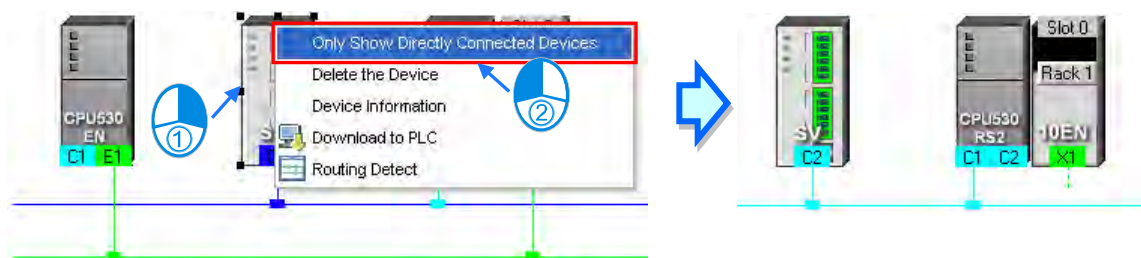 CPU530
EN
C1 E1
①
S
Only Show Directly Connected Devices
Delete the Device
Device Information
Download to PLC
Routing Detect
②
SV
C2
CPU530
RS2
C1 C2
Slot 0
Rack 1
10EN
X1